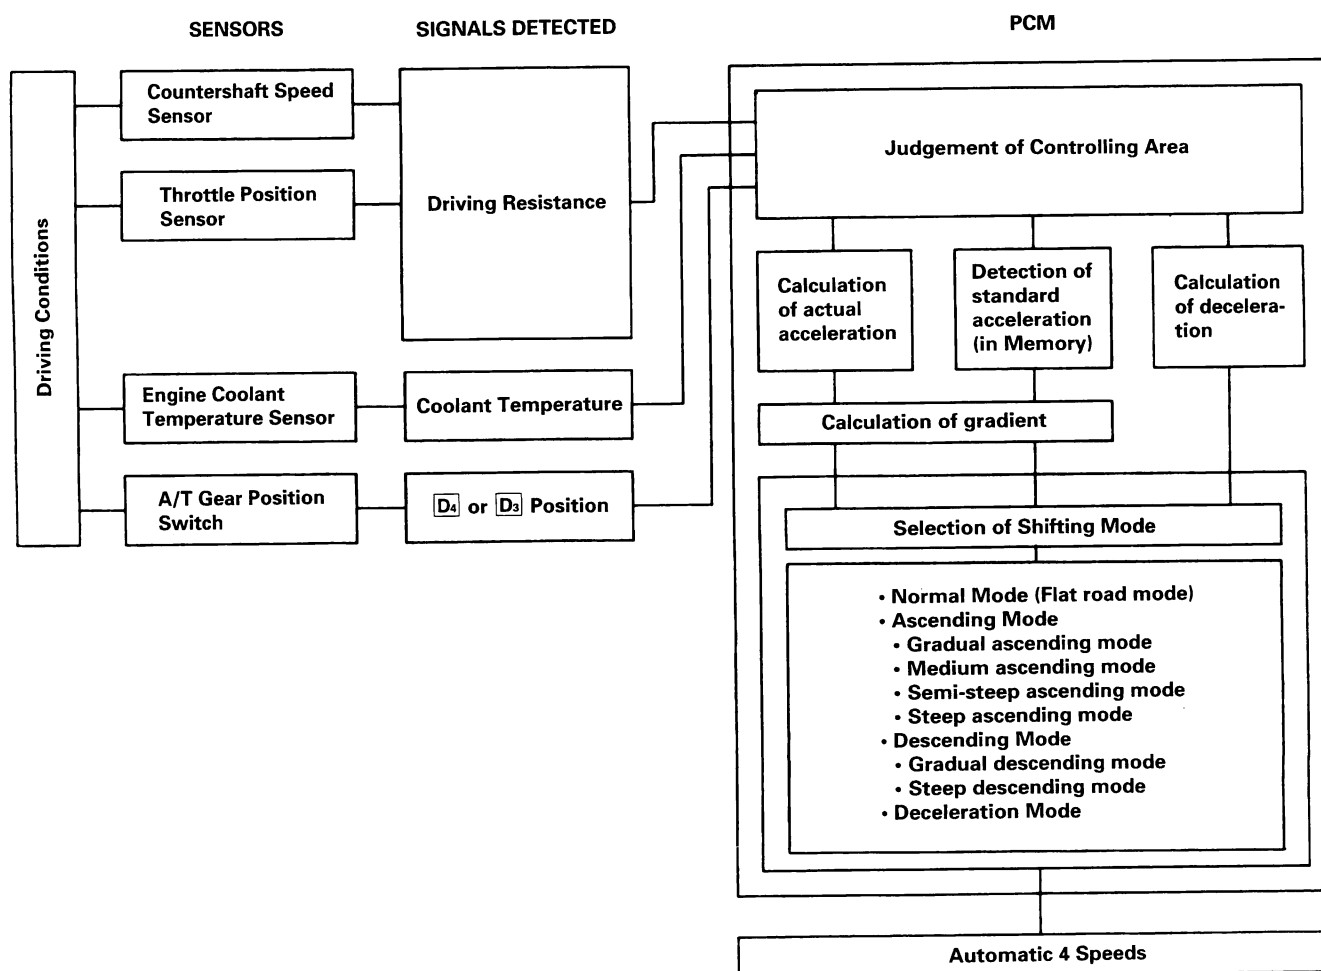 SENSORS
SIGNALS DETECTED
PCM
Driving Conditions
Countershaft Speed
Sensor
Throttle Position
Sensor
Engine Coolant
Temperature Sensor
A/T Gear Position
Switch
Driving Resistance
Coolant Temperature
D4 or D3 Position
Judgement of Controlling Area
Calculation
of actual
acceleration
Detection of
standard
acceleration
(in Memory)
Calculation
of decelera-
tion
Calculation of gradient
Selection of Shifting Mode
• Normal Mode (Flat road mode)
• Ascending Mode
• Gradual ascending mode
• Medium ascending mode
• Semi-steep ascending mode
• Steep ascending mode
• Descending Mode
• Gradual descending mode
• Steep descending mode
• Deceleration Mode
Automatic 4 Speeds